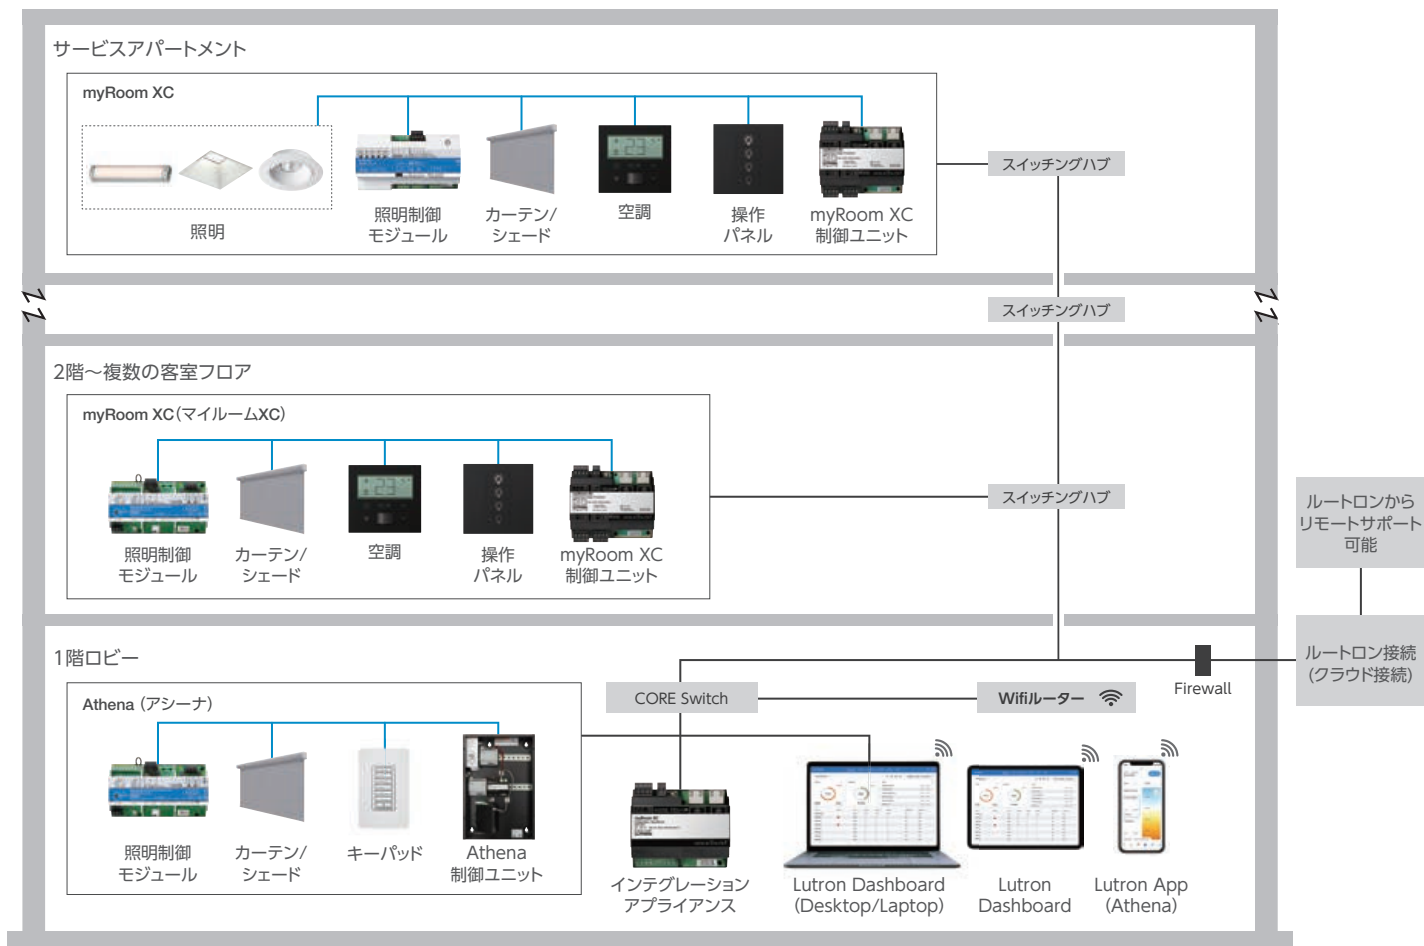 サービスアパートメント
myRoom XC
照明
照明制御
モジュール
カーテン/
シェード
空調
操作
パネル
myRoom XC
制御ユニット
スイッチングハブ
スイッチングハブ
2階～複数の客室フロア
myRoom XC(マイルームXC)
照明制御
モジュール
カーテン/
シェード
空調
操作
パネル
myRoom XC
制御ユニット
スイッチングハブ
ルートロンから
リモートサポート
可能
ルートロン接続
(クラウド接続)
Firewall
1階ロビー
Athena (アシーナ)
照明制御
モジュール
カーテン/
シェード
キーパッド
Athena
制御ユニット
CORE Switch
Wifiルーター
インテグレーション
アプライアンス
Lutron Dashboard
(Desktop/Laptop)
Lutron
Dashboard
Lutron App
(Athena)